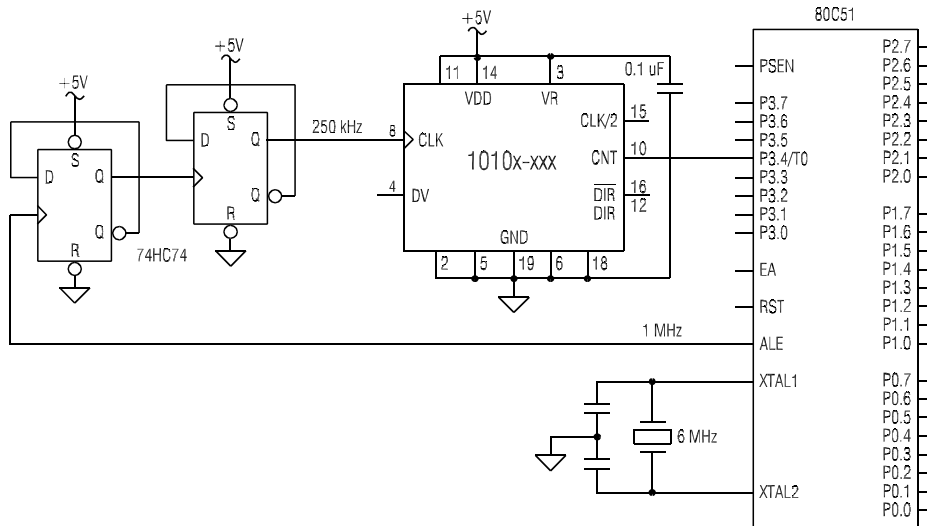 80C51
+5V
+5V
+5V
S
D
Q
Q
R
74HC74
S
D
Q
Q
R
250 kHz
11
14
3
0.1 uF
VDD
VR
8
CLK
4
DV
1010x-xxx
CLK/2
15
CNT
10
DIR
16
DIR
12
GND
2
5
19
6
18
PSEN
P3.7
P3.6
P3.5
P3.4/T0
P3.3
P3.2
P3.1
P3.0
EA
RST
1 MHz
ALE
XTAL1
6 MHz
XTAL2
P2.7
P2.6
P2.5
P2.4
P2.3
P2.2
P2.1
P2.0
P1.7
P1.6
P1.5
P1.4
P1.3
P1.2
P1.1
P1.0
P0.7
P0.6
P0.5
P0.4
P0.3
P0.2
P0.1
P0.0